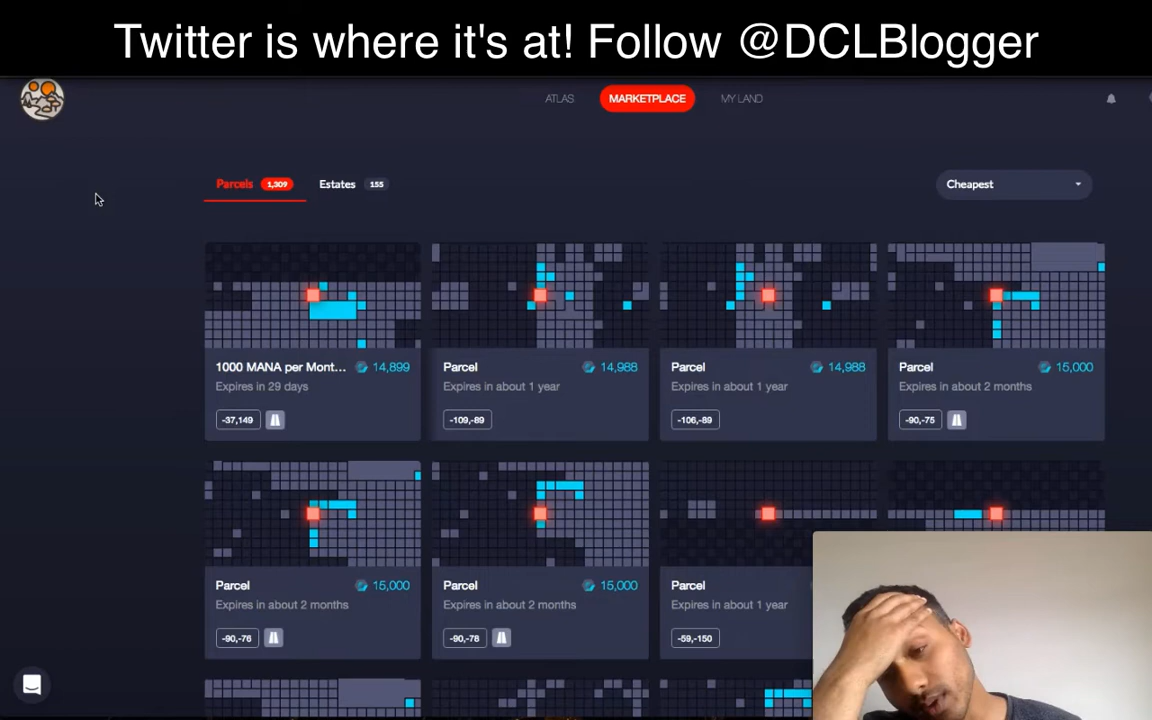 Twitter is where it's at! Follow @DCLBlogger
ATLAS MARKETPLACE MY LAND
Parcels 1,309 Estates 155 Cheapest
1000 MANA per Mont... 14,899 Parcel 14,988 Parcel 14,988 Parcel 15,000
Expires in 29 days Expires in about 1 year Expires in about 1 year Expires in about 2 months
-37,149 -109,-89 -106,-89 -90,-75
Parcel 15,000 Parcel 15,000 Parcel
Expires in about 2 months Expires in about 2 months Expires in about 1 year
-90,-76 -90,-78 -59,-150